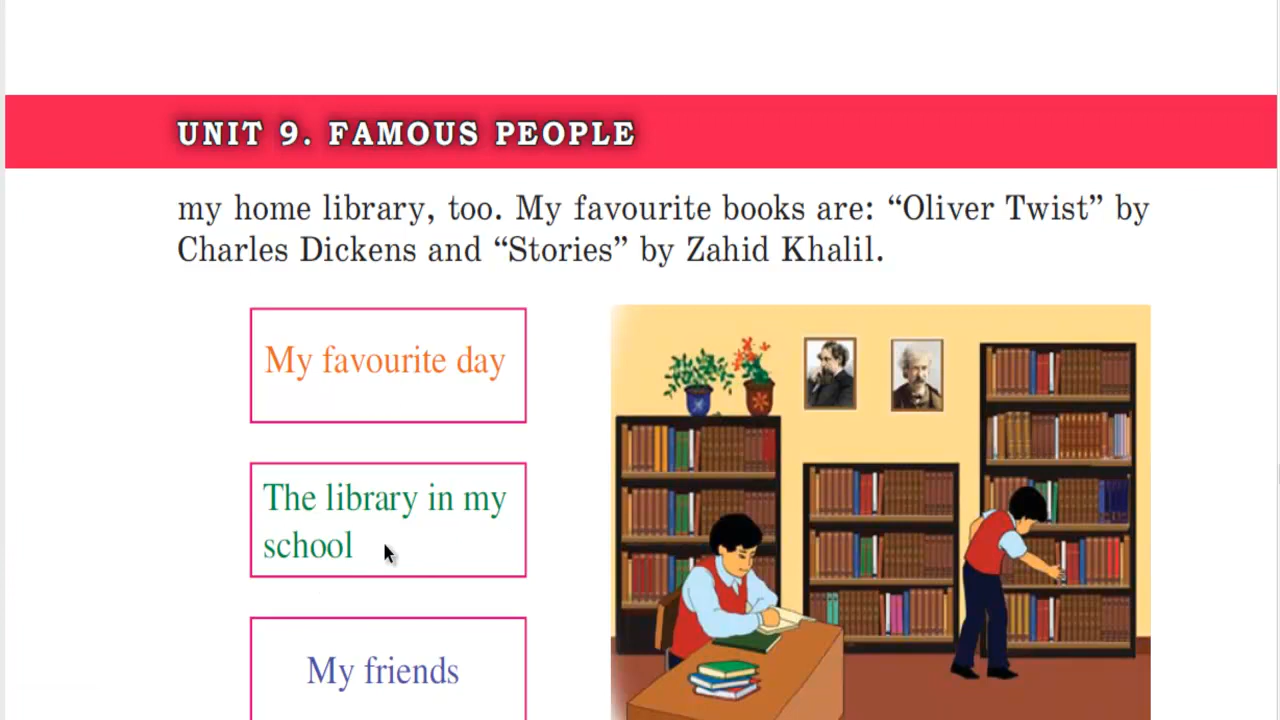 UNIT 9. FAMOUS PEOPLE
my home library, too. My favourite books are: “Oliver Twist” by
Charles Dickens and “Stories” by Zahid Khalil.
My favourite day
The library in my
school
My friends